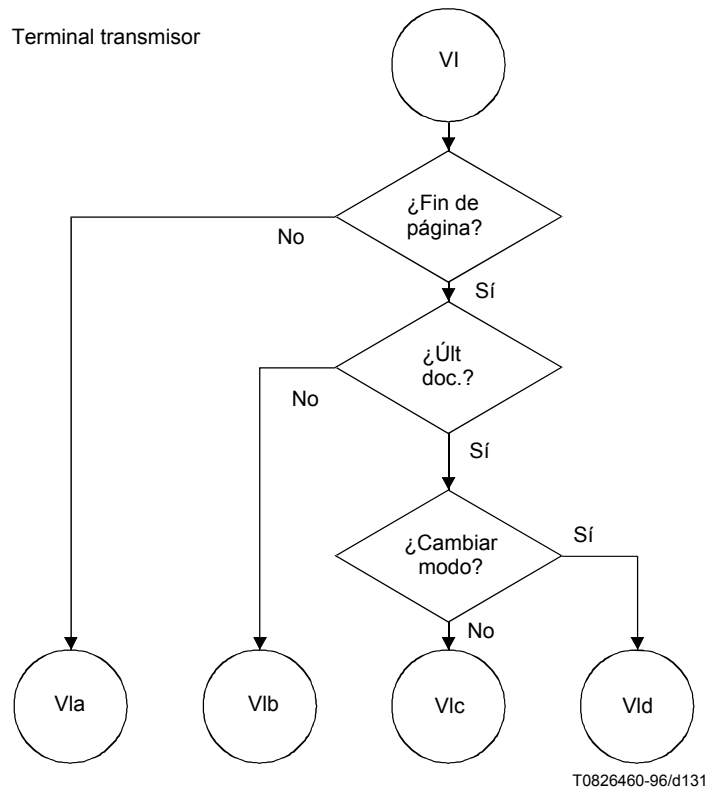 Terminal transmisor
VI
¿Fin de
página?
No
Sí
¿Últ
doc.?
No
Sí
¿Cambiar
modo?
Sí
No
VIa
VIb
VIc
VId
T0826460-96/d131